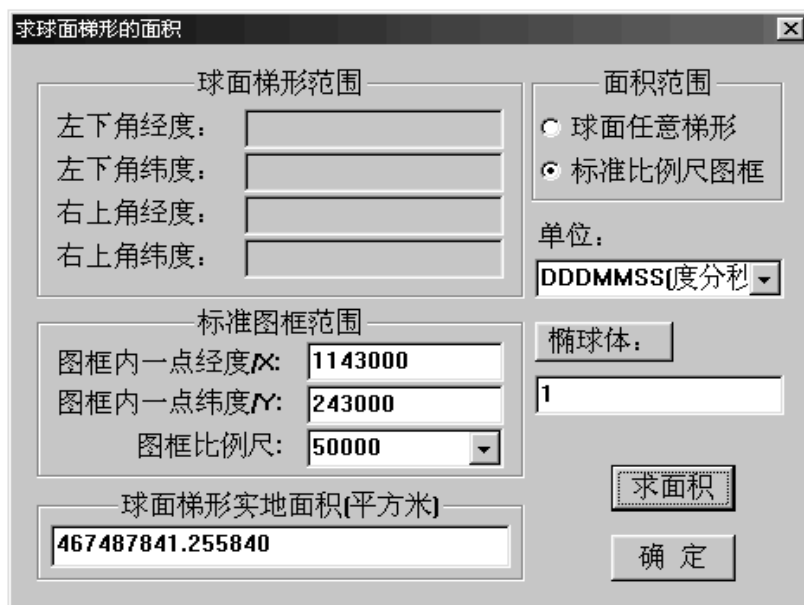 求球面梯形的面积
球面梯形范围
左下角经度：
左下角纬度：
右上角经度：
右上角纬度：
面积范围
球面任意梯形
标准比例尺图框
单位：
DDDMMSS(度分秒
椭球体：
1
标准图框范围
图框内一点经度/X: 1143000
图框内一点纬度/Y: 243000
图框比例尺: 50000
球面梯形实地面积(平方米)
467487841.255840
求面积
确 定